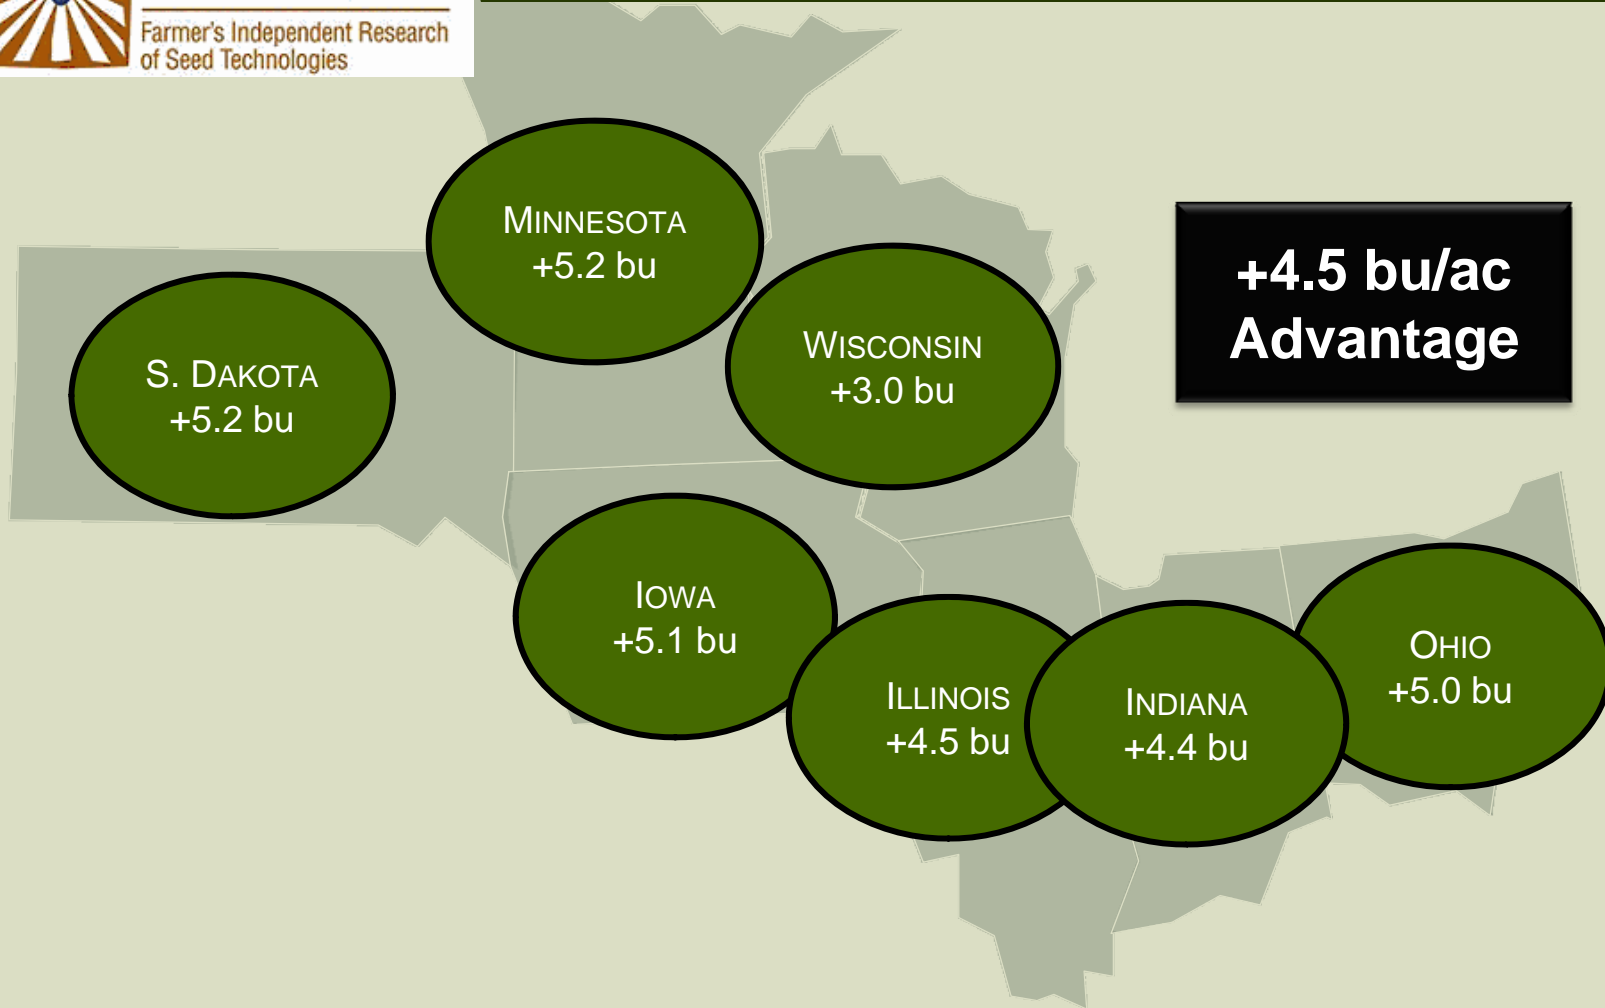 Farmer's Independent Research
of Seed Technologies
MINNESOTA
+5.2 bu
+4.5 bu/ac
Advantage
WISCONSIN
+3.0 bu
S. DAKOTA
+5.2 bu
IOWA
+5.1 bu
ILLINOIS
+4.5 bu
INDIANA
+4.4 bu
OHIO
+5.0 bu